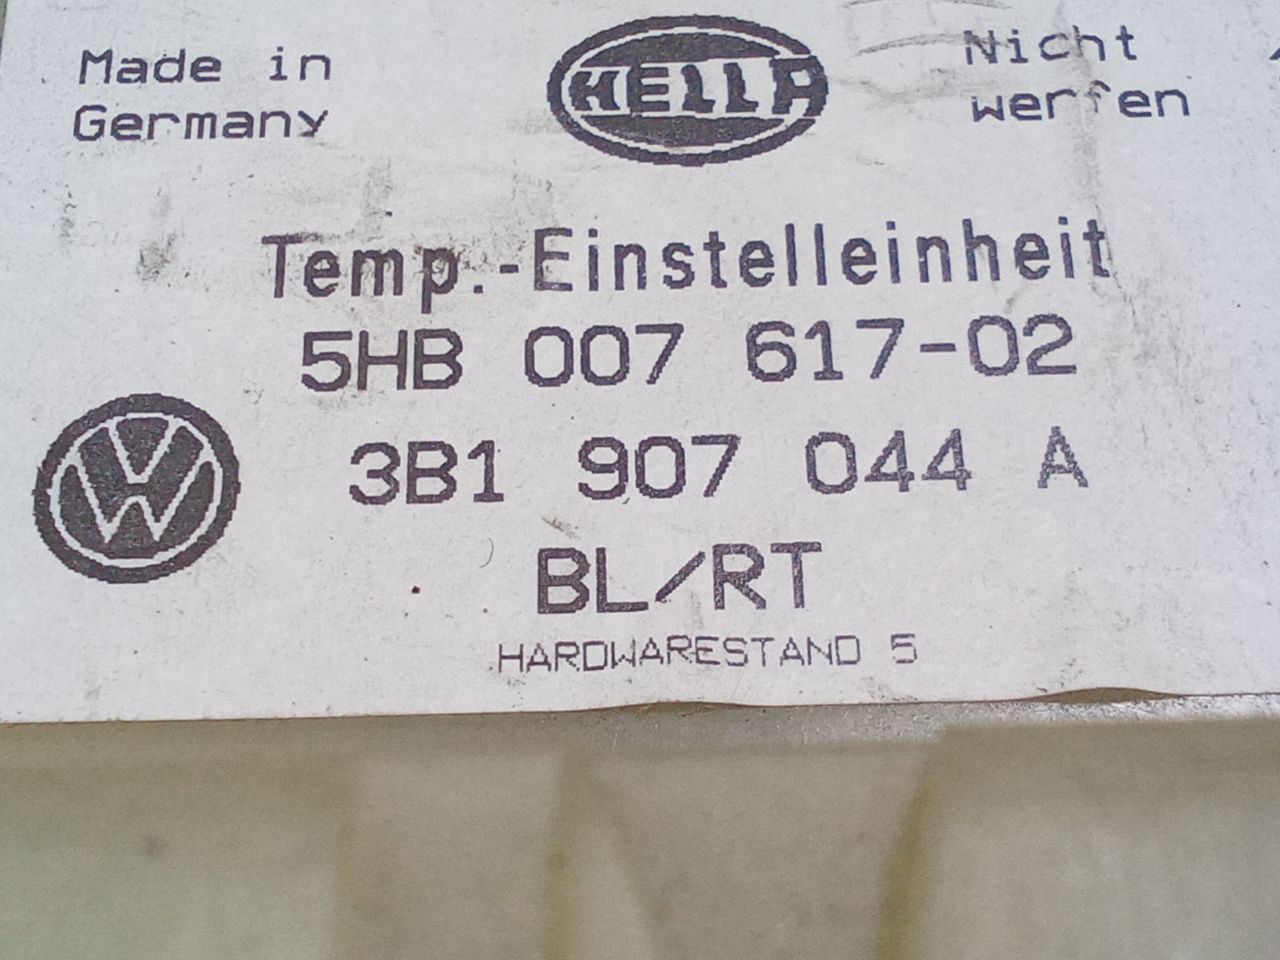 Made in
Germany
HELLA
Nicht
werfen
Temp.-Einstelleinheit
5HB 007 617-02
3B1 907 044 A
BL/RT
HARDWARESTAND 5
VW